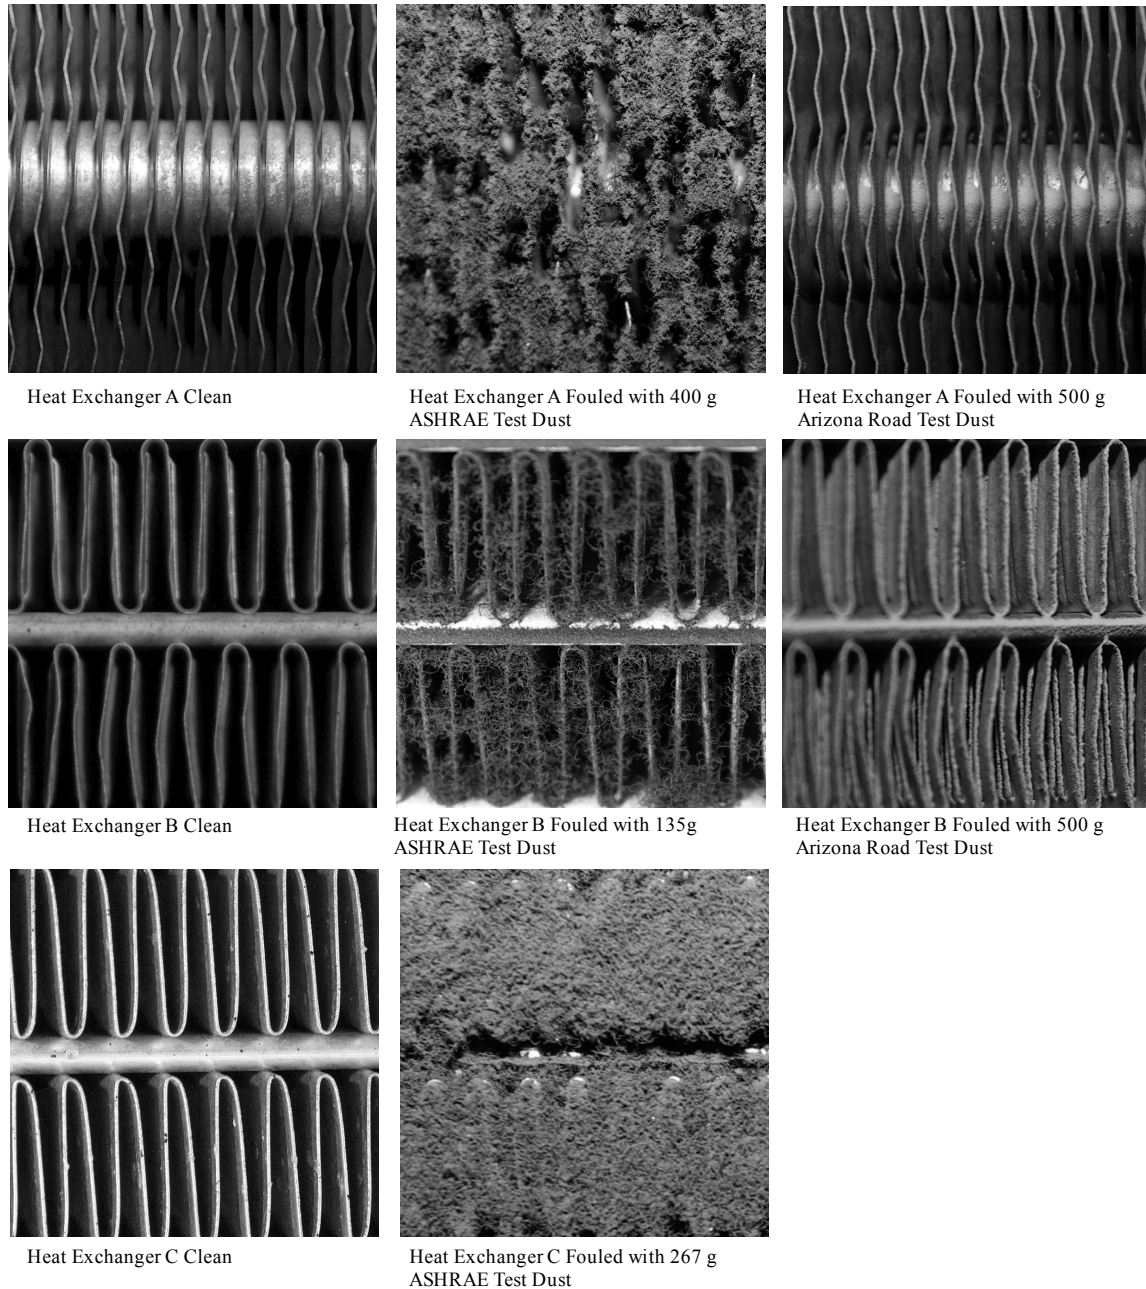 Heat Exchanger A Clean
Heat Exchanger A Fouled with 400 g
ASHRAE Test Dust
Heat Exchanger A Fouled with 500 g
Arizona Road Test Dust
Heat Exchanger B Clean
Heat Exchanger B Fouled with 135g
ASHRAE Test Dust
Heat Exchanger B Fouled with 500 g
Arizona Road Test Dust
Heat Exchanger C Clean
Heat Exchanger C Fouled with 267 g
ASHRAE Test Dust